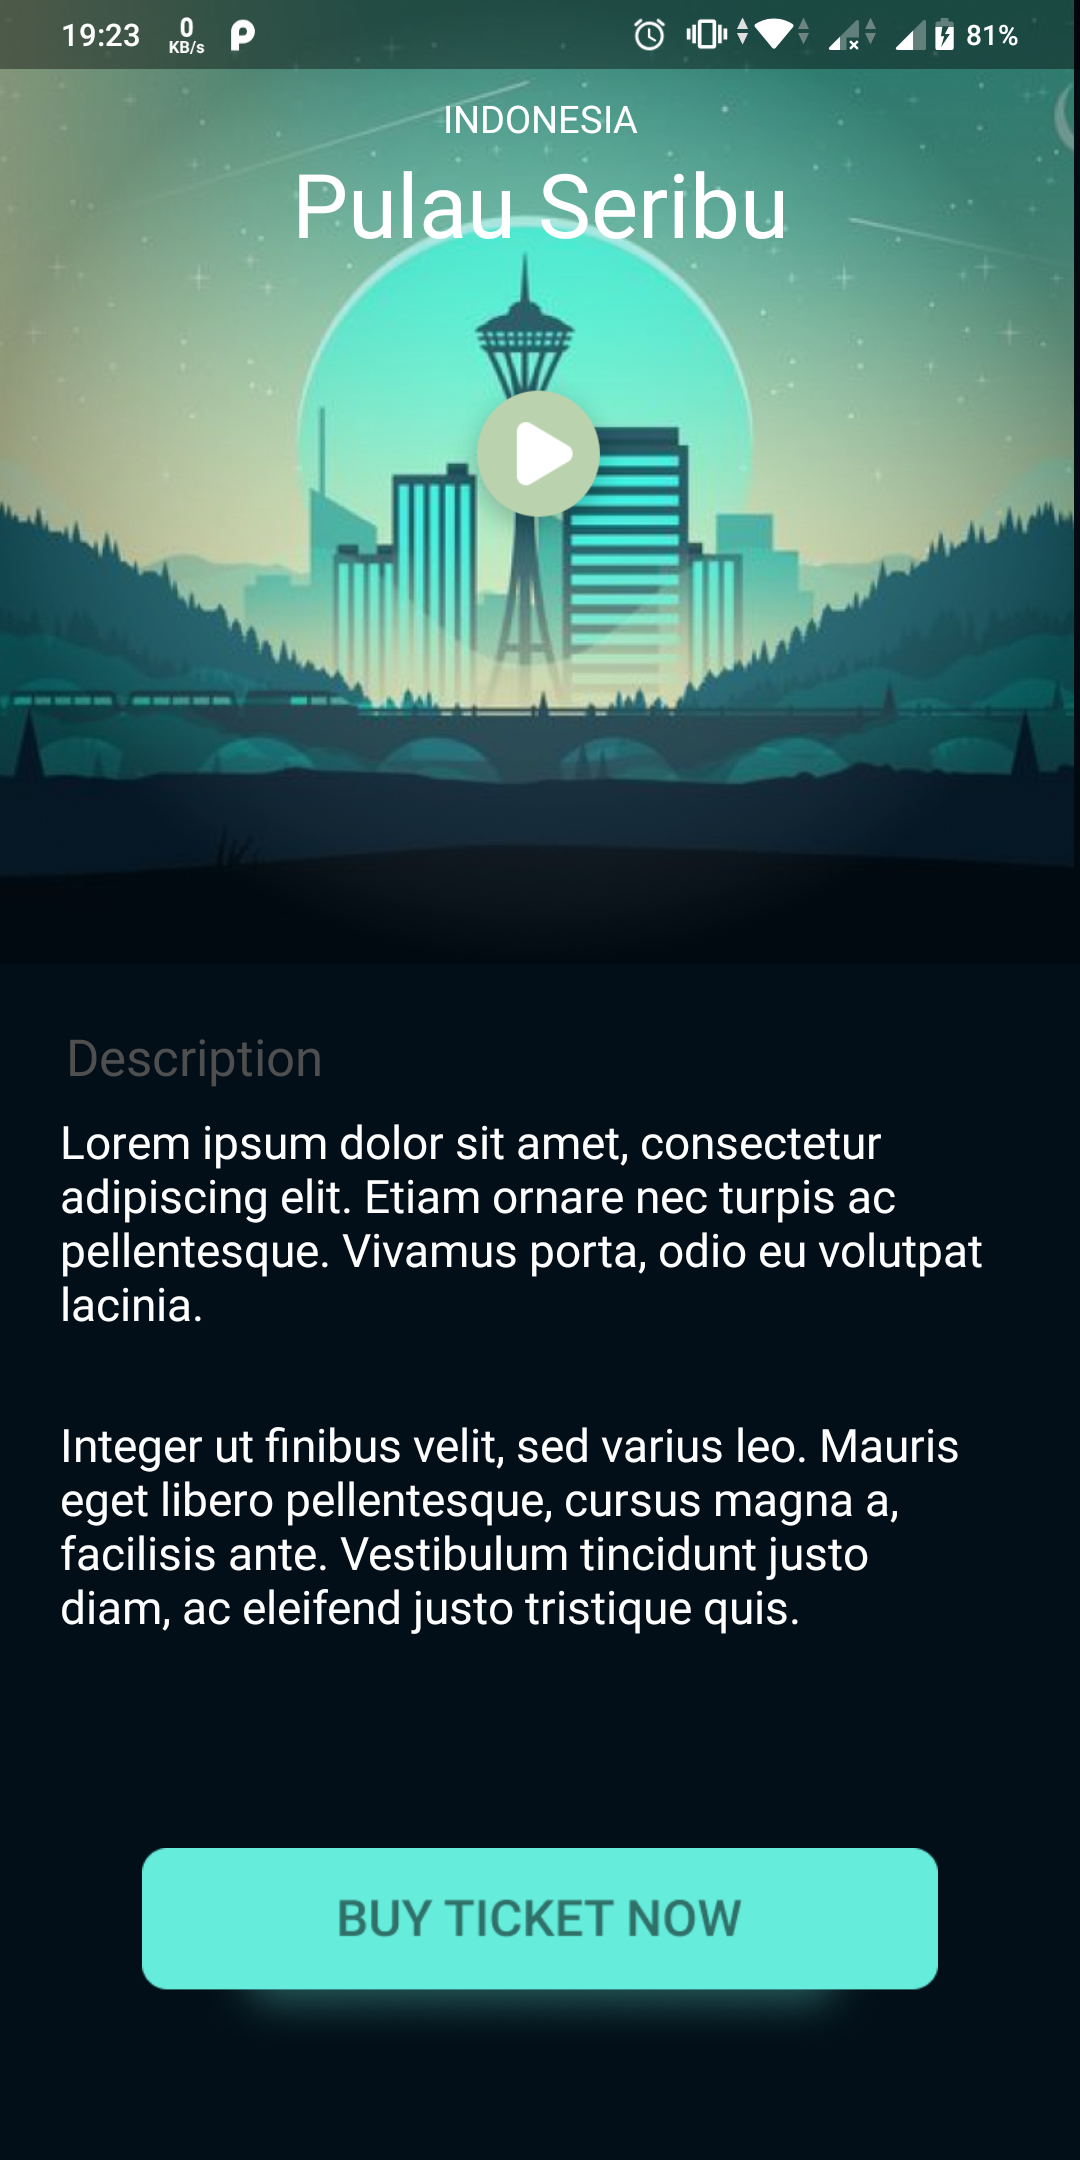 19:23 0 KB/s 81%
INDONESIA
Pulau Seribu
Description
Lorem ipsum dolor sit amet, consectetur
adipiscing elit. Etiam ornare nec turpis ac
pellentesque. Vivamus porta, odio eu volutpat
lacinia.
Integer ut finibus velit, sed varius leo. Mauris
eget libero pellentesque, cursus magna a,
facilisis ante. Vestibulum tincidunt justo
diam, ac eleifend justo tristique quis.
BUY TICKET NOW